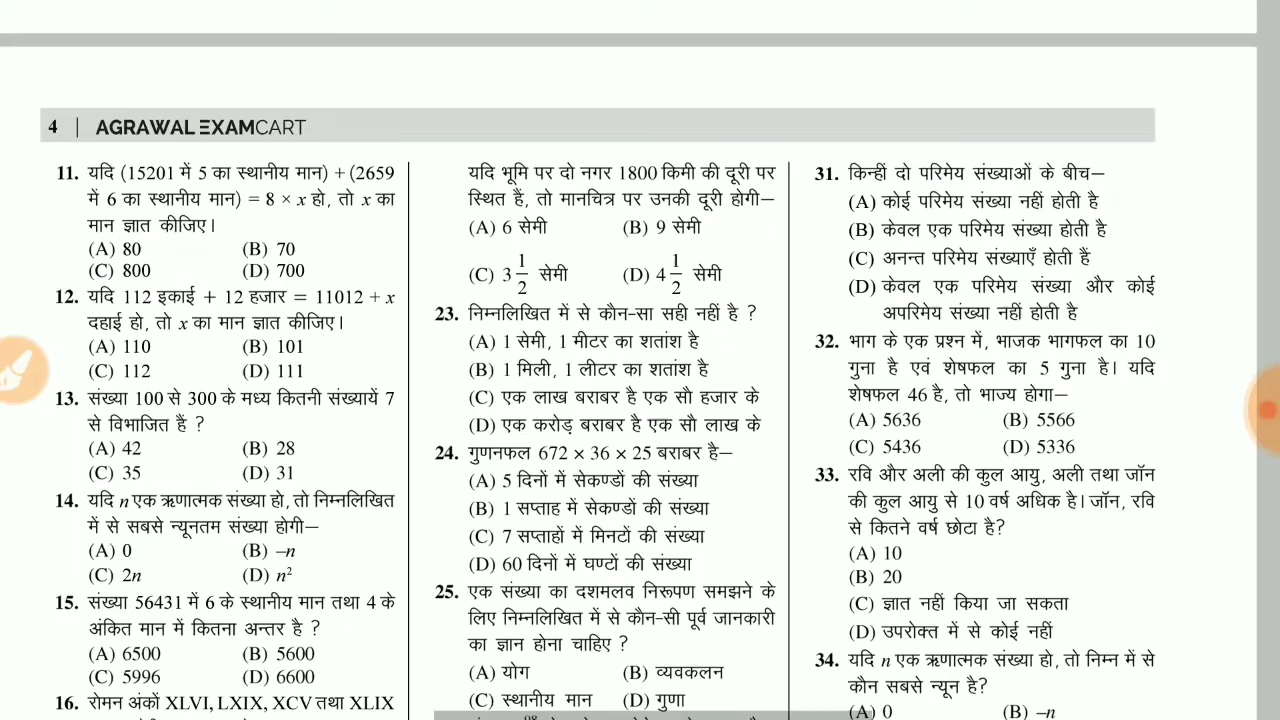 4 | AGRAWAL EXAMCART
11. यदि (15201 में 5 का स्थानीय मान) + (2659
में 6 का स्थानीय मान) = 8 × x हो, तो x का
मान ज्ञात कीजिए।
(A) 80 (B) 70
(C) 800 (D) 700
12. यदि 112 इकाई + 12 हजार = 11012 + x
दहाई हो, तो x का मान ज्ञात कीजिए।
(A) 110 (B) 101
(C) 112 (D) 111
13. संख्या 100 से 300 के मध्य कितनी संख्यायें 7
से विभाजित हैं ?
(A) 42 (B) 28
(C) 35 (D) 31
14. यदि n एक ऋणात्मक संख्या हो, तो निम्नलिखित
में से सबसे न्यूनतम संख्या होगी–
(A) 0 (B) –n
(C) 2n (D) n²
15. संख्या 56431 में 6 के स्थानीय मान तथा 4 के
अंकित मान में कितना अन्तर है ?
(A) 6500 (B) 5600
(C) 5996 (D) 6600
16. रोमन अंकों XLVI, LXIX, XCV तथा XLIX
यदि भूमि पर दो नगर 1800 किमी की दूरी पर
स्थित हैं, तो मानचित्र पर उनकी दूरी होगी–
(A) 6 सेमी (B) 9 सेमी
(C) 3 1/2 सेमी (D) 4 1/2 सेमी
23. निम्नलिखित में से कौन-सा सही नहीं है ?
(A) 1 सेमी, 1 मीटर का शतांश है
(B) 1 मिली, 1 लीटर का शतांश है
(C) एक लाख बराबर है एक सौ हजार के
(D) एक करोड़ बराबर है एक सौ लाख के
24. गुणनफल 672 × 36 × 25 बराबर है–
(A) 5 दिनों में सेकण्डों की संख्या
(B) 1 सप्ताह में सेकण्डों की संख्या
(C) 7 सप्ताहों में मिनटों की संख्या
(D) 60 दिनों में घण्टों की संख्या
25. एक संख्या का दशमलव निरूपण समझने के
लिए निम्नलिखित में से कौन-सी पूर्व जानकारी
का ज्ञान होना चाहिए ?
(A) योग (B) व्यवकलन
(C) स्थानीय मान (D) गुणा
31. किन्हीं दो परिमेय संख्याओं के बीच–
(A) कोई परिमेय संख्या नहीं होती है
(B) केवल एक परिमेय संख्या होती है
(C) अनन्त परिमेय संख्याएँ होती हैं
(D) केवल एक परिमेय संख्या और कोई
अपरिमेय संख्या नहीं होती है
32. भाग के एक प्रश्न में, भाजक भागफल का 10
गुना है एवं शेषफल का 5 गुना है। यदि
शेषफल 46 है, तो भाज्य होगा–
(A) 5636 (B) 5566
(C) 5436 (D) 5336
33. रवि और अली की कुल आयु, अली तथा जॉन
की कुल आयु से 10 वर्ष अधिक है। जॉन, रवि
से कितने वर्ष छोटा है?
(A) 10
(B) 20
(C) ज्ञात नहीं किया जा सकता
(D) उपरोक्त में से कोई नहीं
34. यदि n एक ऋणात्मक संख्या हो, तो निम्न में से
कौन सबसे न्यून है?
(A) 0 (B) –n